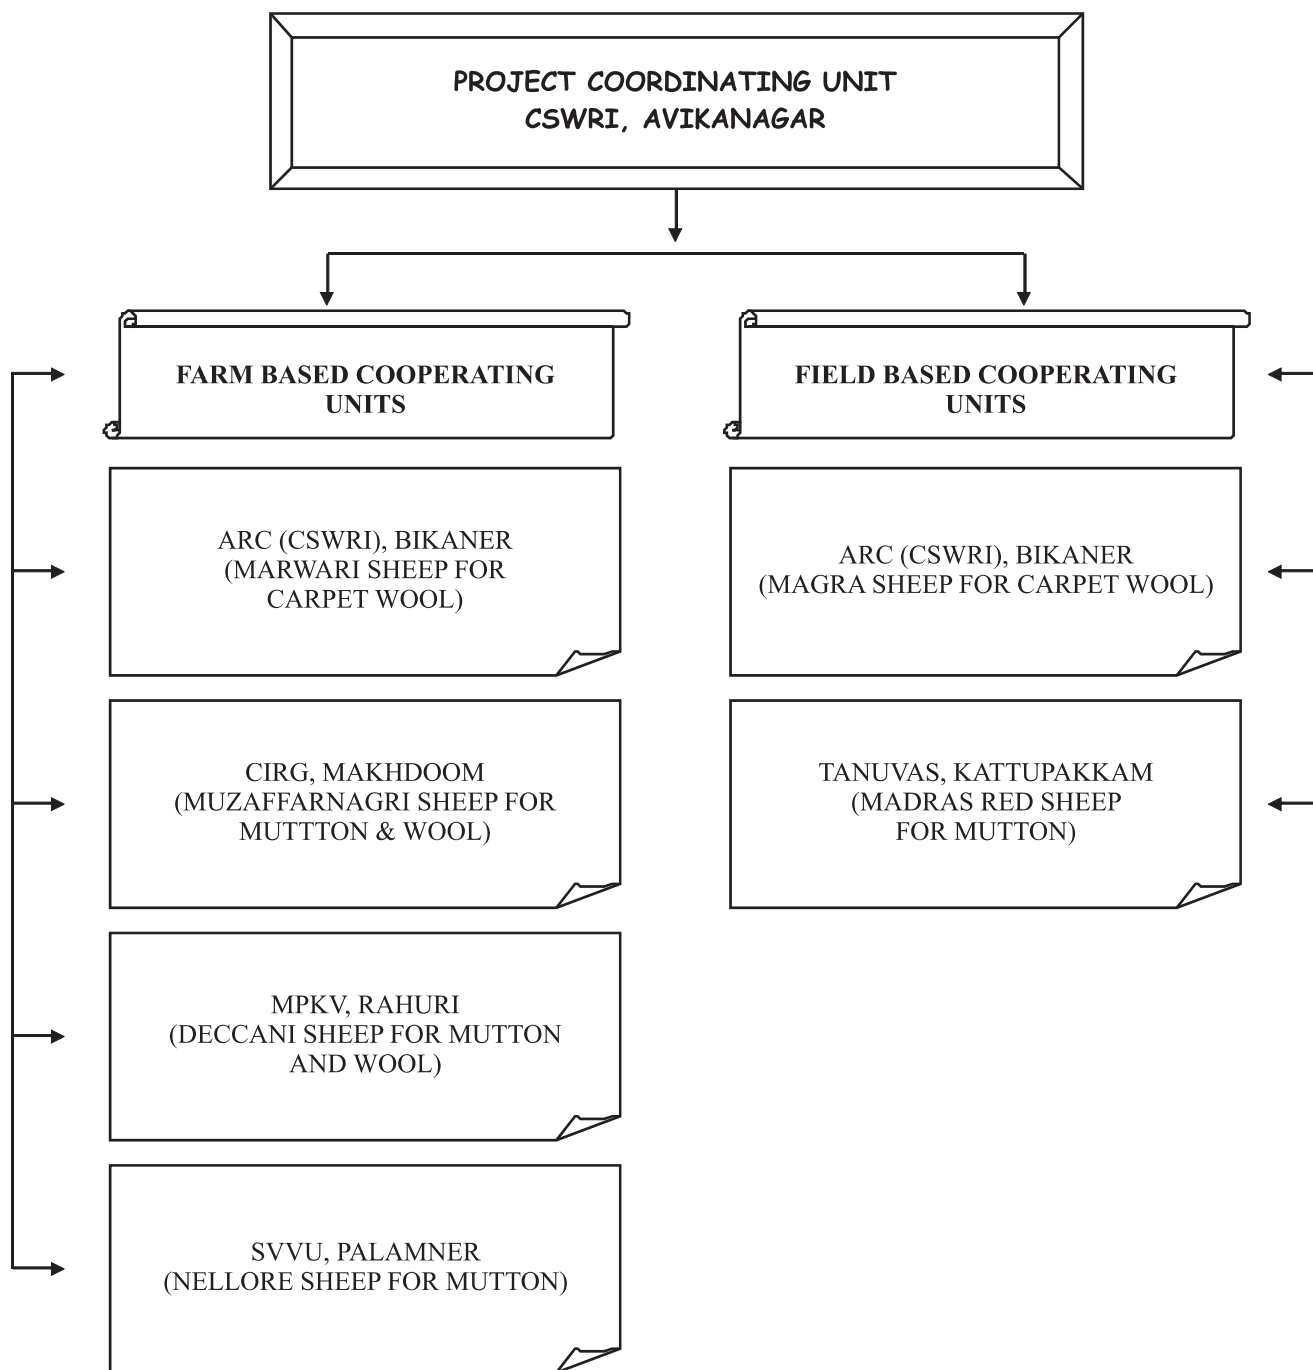 PROJECT COORDINATING UNIT
CSWRI, AVIKANAGAR
FARM BASED COOPERATING
UNITS
ARC (CSWRI), BIKANER
(MARWARI SHEEP FOR
CARPET WOOL)
CIRG, MAKHDOOM
(MUZAFFARNAGRI SHEEP FOR
MUTTTON & WOOL)
MPKV, RAHURI
(DECCANI SHEEP FOR MUTTON
AND WOOL)
SVVU, PALAMNER
(NELLORE SHEEP FOR MUTTON)
FIELD BASED COOPERATING
UNITS
ARC (CSWRI), BIKANER
(MAGRA SHEEP FOR CARPET WOOL)
TANUVAS, KATTUPAKKAM
(MADRAS RED SHEEP
FOR MUTTON)